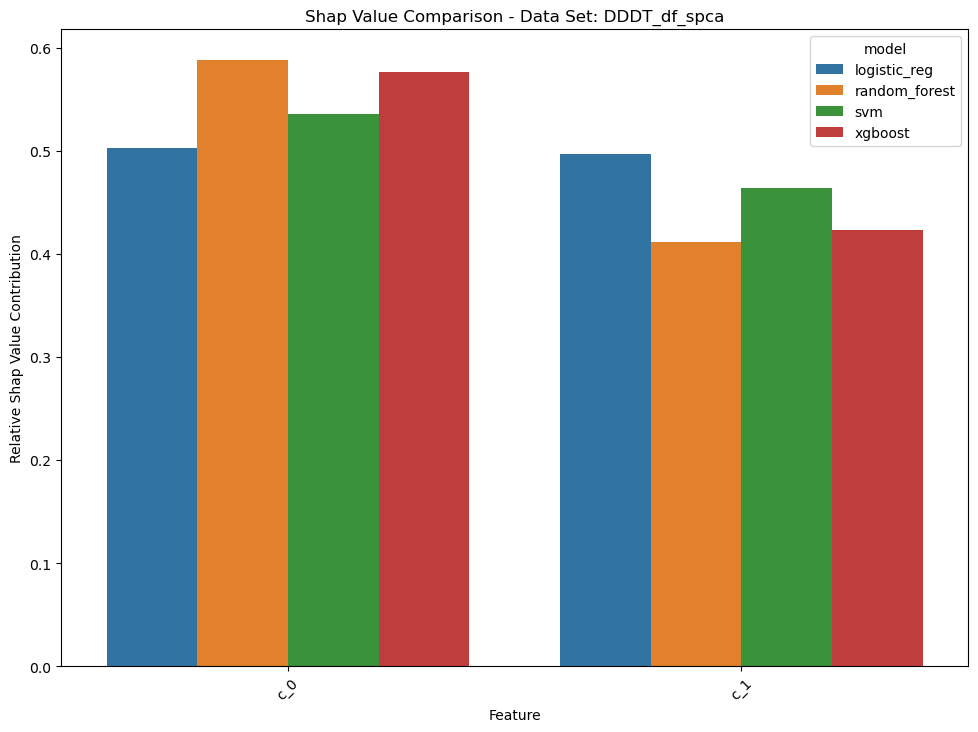 Shap Value Comparison - Data Set: DDDT_df_spca
model
logistic_reg
random_forest
svm
xgboost
Relative Shap Value Contribution
0.6
0.5
0.4
0.3
0.2
0.1
0.0
c_0
c_1
Feature